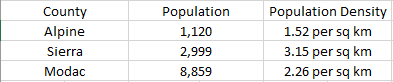 County Population Population Density
Alpine 1,120 1.52 per sq km
Sierra 2,999 3.15 per sq km
Modac 8,859 2.26 per sq km